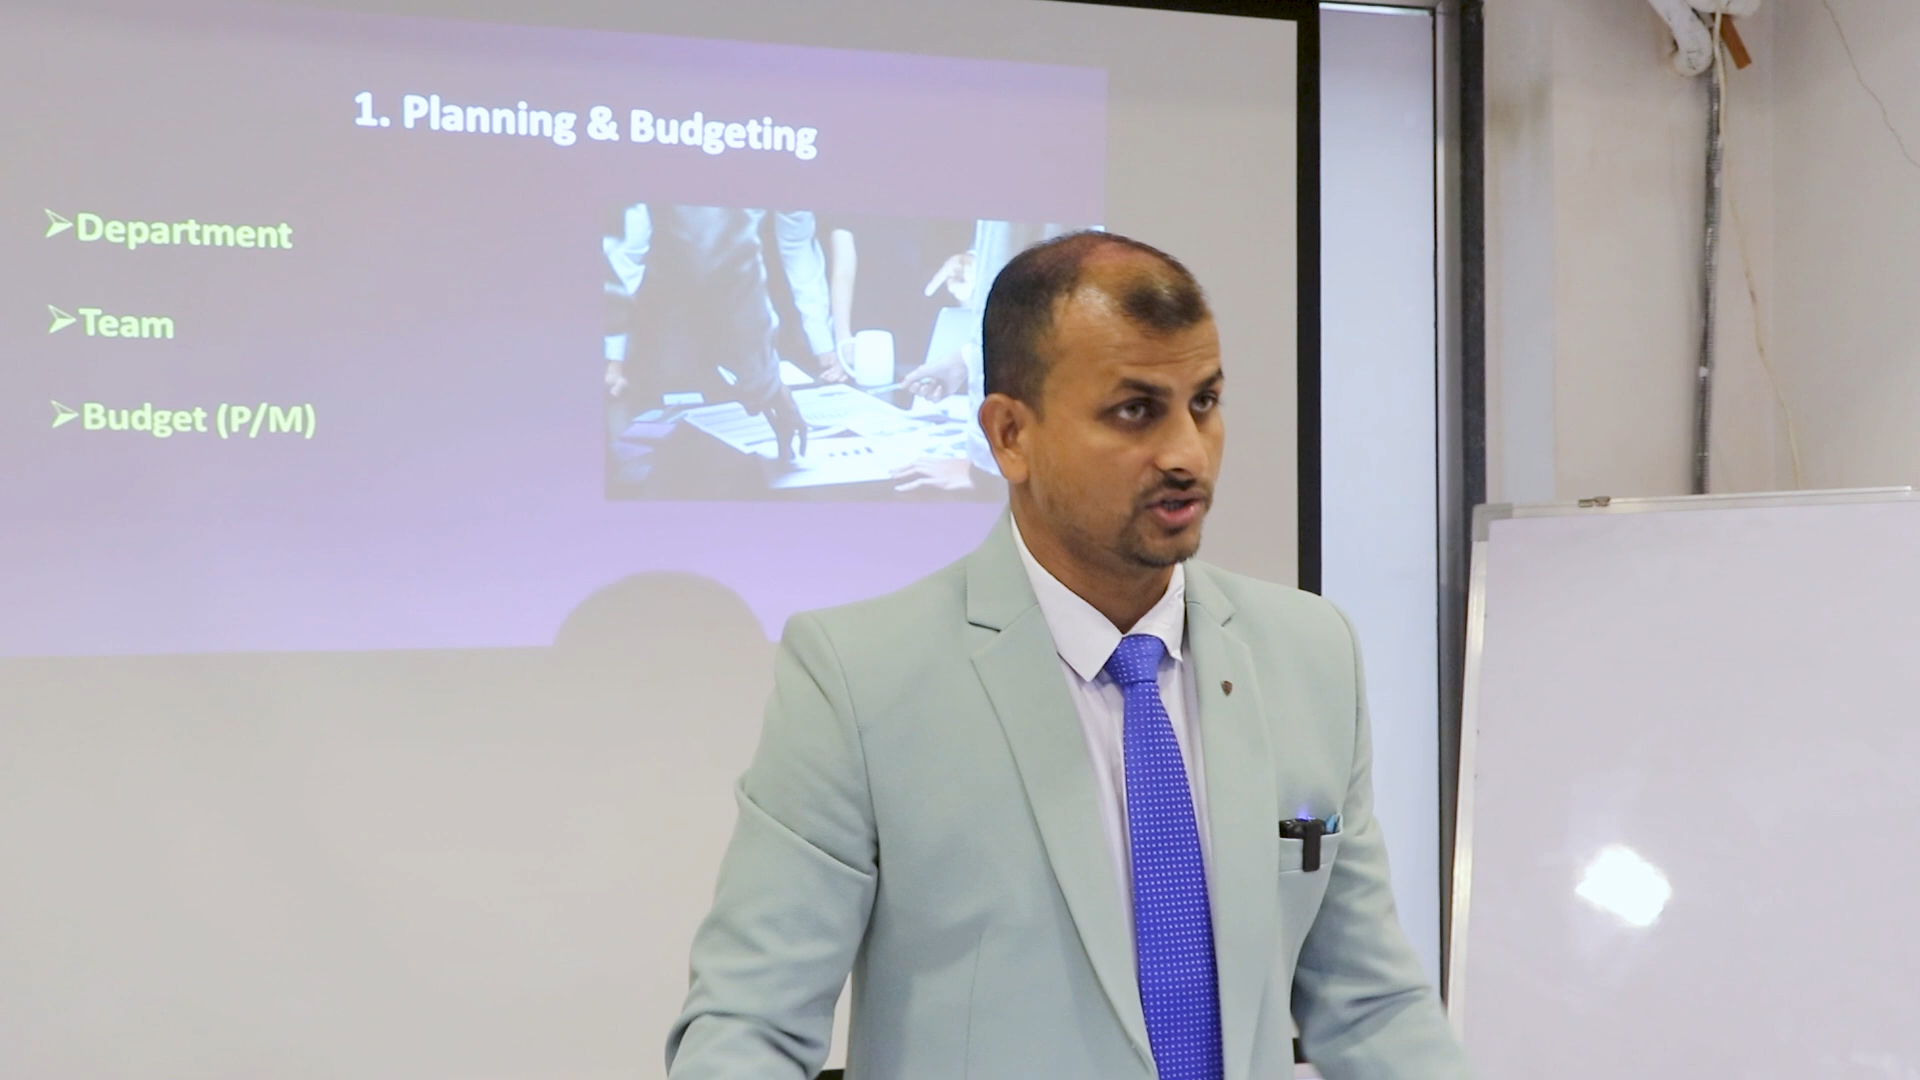 1. Planning & Budgeting
➢Department
➢Team
➢Budget (P/M)